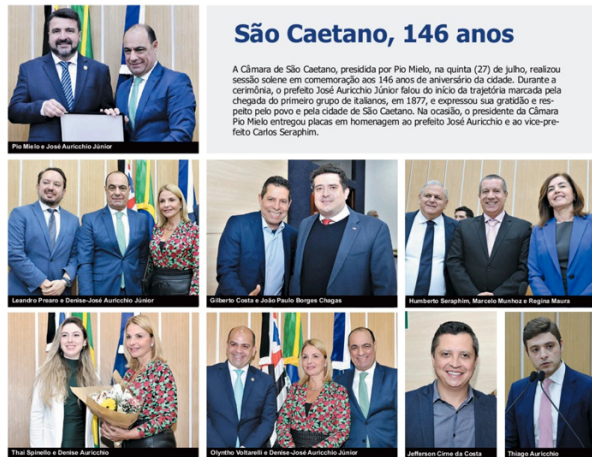 São Caetano, 146 anos
A Câmara de São Caetano, presidida por Pio Mielo, na quinta (27) de julho, realizou
sessão solene em comemoração aos 146 anos de aniversário da cidade. Durante a
cerimônia, o prefeito José Auricchio Júnior falou do início da trajetória marcada pela
chegada do primeiro grupo de italianos, em 1877, e expressou sua gratidão e res-
peito pelo povo e pela cidade de São Caetano. Na ocasião, o presidente da Câmara
Pio Mielo entregou placas em homenagem ao prefeito José Auricchio e ao vice-pre-
feito Carlos Seraphim.
Pio Mielo e José Auricchio Júnior
Leandro Prearo e Denise-José Auricchio Júnior
Gilberto Costa e João Paulo Borges Chagas
Humberto Seraphim, Marcelo Munhoz e Regina Maura
Thai Spinello e Denise Auricchio
Olyntho Voltarelli e Denise-José Auricchio Júnior
Jefferson Cirne da Costa
Thiago Auricchio